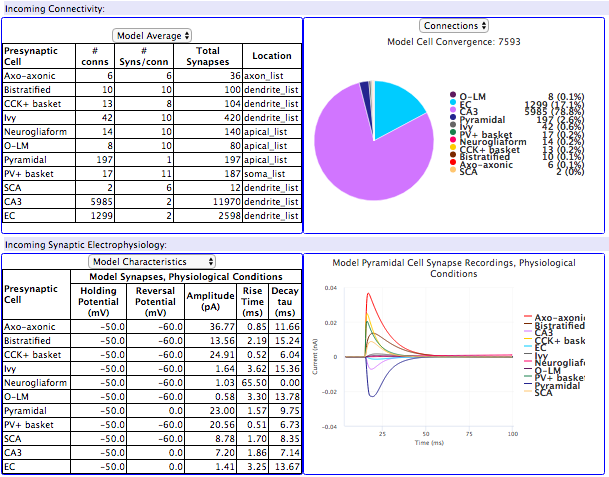 Incoming Connectivity:
Model Average
Presynaptic Cell # conns # Syns/conn Total Synapses Location
Axo-axonic 6 6 36 axon_list
Bistratified 10 10 100 dendrite_list
CCK+ basket 13 8 104 dendrite_list
Ivy 42 10 420 dendrite_list
Neurogliaform 14 10 140 apical_list
O-LM 8 10 80 apical_list
Pyramidal 197 1 197 apical_list
PV+ basket 17 11 187 soma_list
SCA 2 6 12 dendrite_list
CA3 5985 2 11970 dendrite_list
EC 1299 2 2598 dendrite_list
Connections
Model Cell Convergence: 7593
O-LM 8 (0.1%)
EC 1299 (17.1%)
CA3 5985 (78.8%)
Pyramidal 197 (2.6%)
Ivy 42 (0.6%)
PV+ basket 17 (0.2%)
Neurogliaform 14 (0.2%)
CCK+ basket 13 (0.2%)
Bistratified 10 (0.1%)
Axo-axonic 6 (0.1%)
SCA 2 (0%)
Incoming Synaptic Electrophysiology:
Model Characteristics
Presynaptic Cell Model Synapses, Physiological Conditions
Holding Potential (mV) Reversal Potential (mV) Amplitude (pA) Rise Time (ms) Decay tau (ms)
Axo-axonic -50.0 -60.0 36.77 0.85 11.66
Bistratified -50.0 -60.0 13.56 2.19 15.24
CCK+ basket -50.0 -60.0 24.91 0.52 6.04
Ivy -50.0 -60.0 1.64 3.62 15.36
Neurogliaform -50.0 -60.0 1.03 65.50 0.00
O-LM -50.0 -60.0 0.58 3.30 13.78
Pyramidal -50.0 0.0 23.00 1.57 9.75
PV+ basket -50.0 -60.0 20.56 0.51 6.73
SCA -50.0 -60.0 8.78 1.70 8.35
CA3 -50.0 0.0 7.20 1.86 7.14
EC -50.0 0.0 1.41 3.25 13.67
Model Pyramidal Cell Synapse Recordings, Physiological
Conditions
Current (nA)
0.04
0.02
0
-0.02
-0.04
25 50 75 100
Time (ms)
Axo-axoni
Bistratified
CA3
CCK+ bask
EC
Ivy
Neurogliaf
O-LM
PV+ baske
Pyramidal
SCA